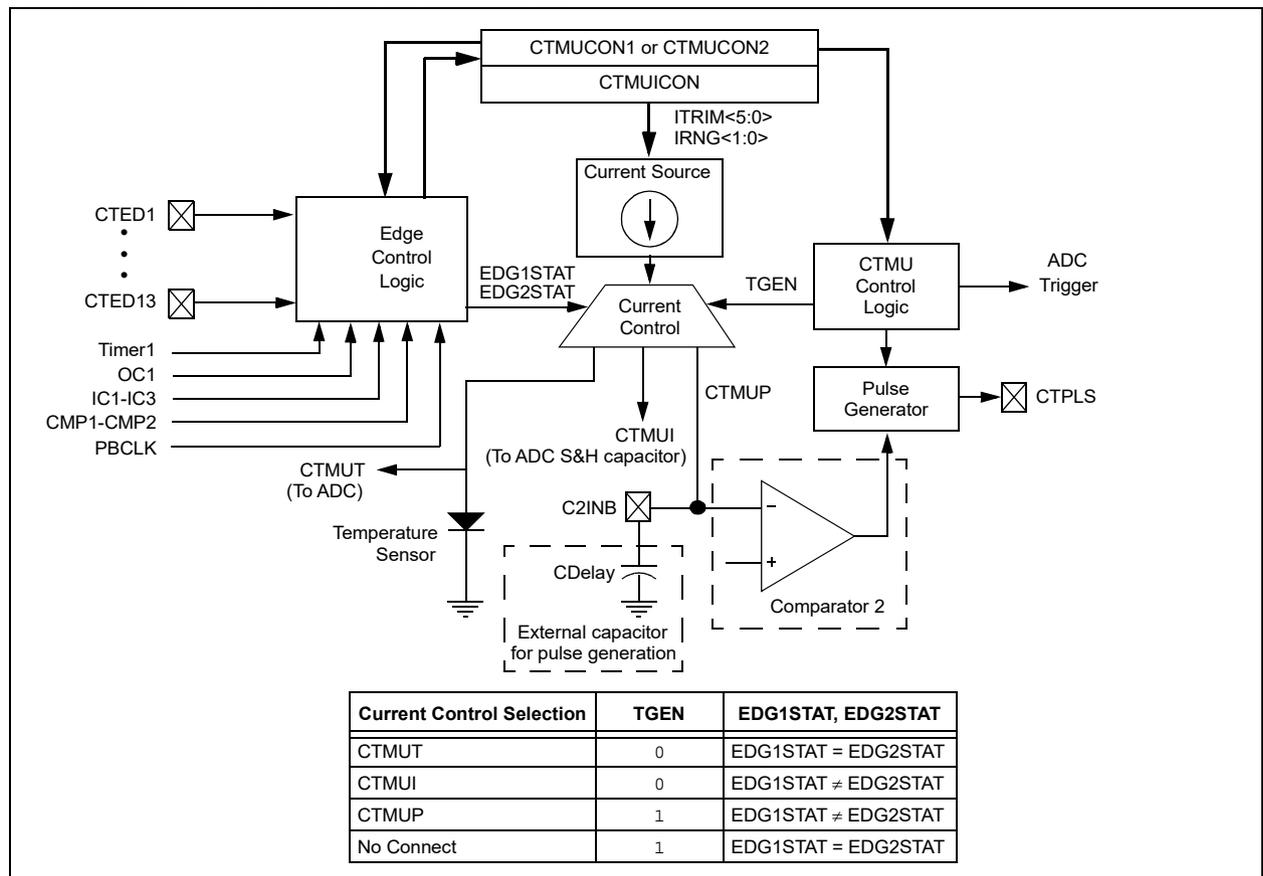 CTMUCON1 or CTMUCON2
CTMUICON
ITRIM<5:0>
IRNG<1:0>
Current Source
CTED1
CTED13
Edge
Control
Logic
EDG1STAT
EDG2STAT
Current
Control
TGEN
CTMU
Control
Logic
ADC
Trigger
Timer1
OC1
IC1-IC3
CMP1-CMP2
PBCLK
CTMUP
Pulse
Generator
CTPLS
CTMUI
(To ADC S&H capacitor)
CTMUT
(To ADC)
C2INB
−
+
Temperature
Sensor
CDelay
Comparator 2
External capacitor
for pulse generation
Current Control Selection TGEN EDG1STAT, EDG2STAT
CTMUT 0 EDG1STAT = EDG2STAT
CTMUI 0 EDG1STAT ≠ EDG2STAT
CTMUP 1 EDG1STAT ≠ EDG2STAT
No Connect 1 EDG1STAT = EDG2STAT